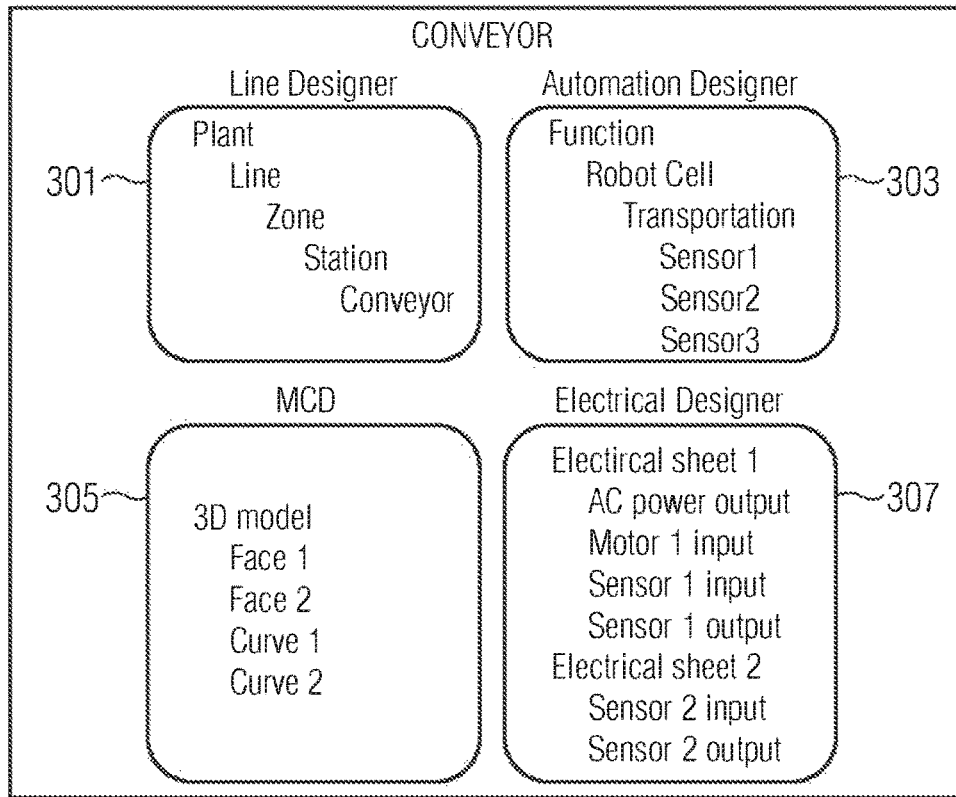 CONVEYOR
Line Designer
Plant
Line
Zone
Station
Conveyor
301
Automation Designer
Function
Robot Cell
Transportation
Sensor1
Sensor2
Sensor3
303
MCD
3D model
Face 1
Face 2
Curve 1
Curve 2
305
Electrical Designer
Electircal sheet 1
AC power output
Motor 1 input
Sensor 1 input
Sensor 1 output
Electrical sheet 2
Sensor 2 input
Sensor 2 output
307